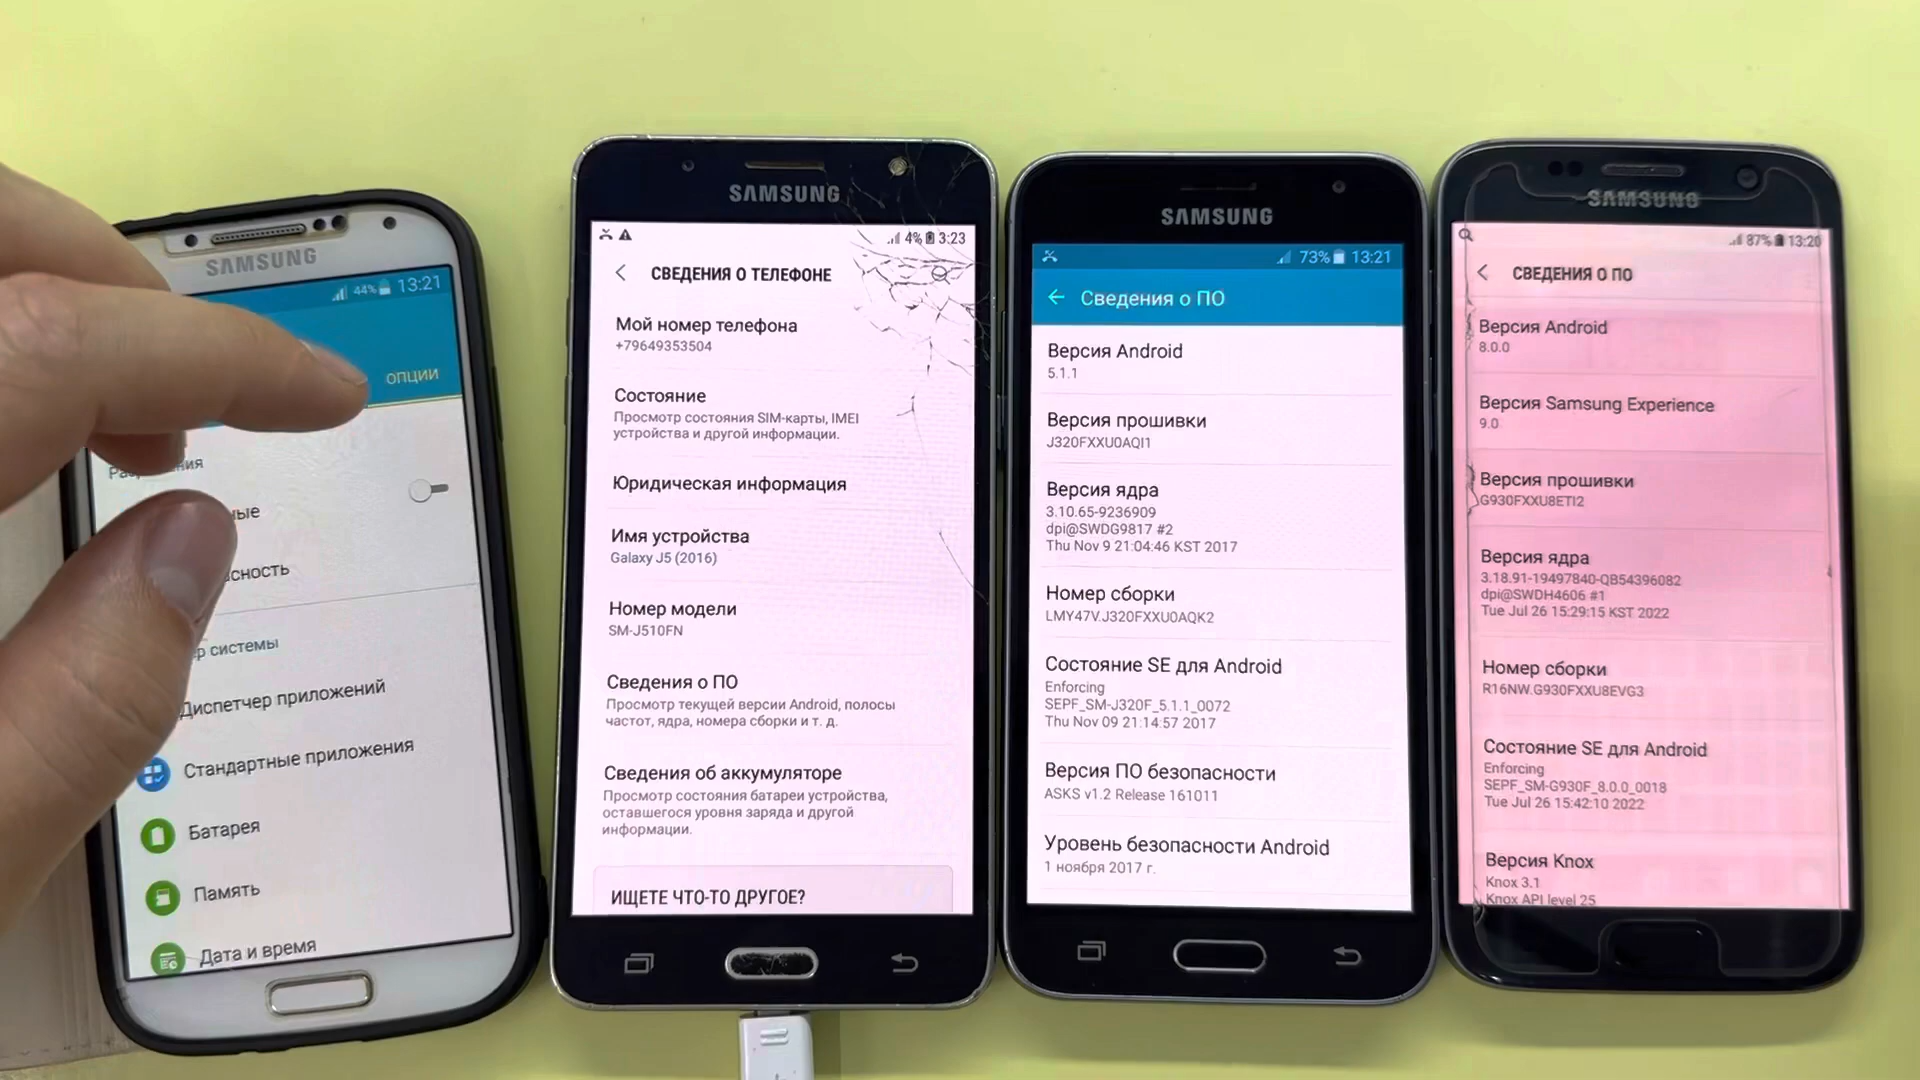 SAMSUNG
44% 13:21
ОПЦИИ
Диспетчер приложений
Стандартные приложения
Батарея
Память
Дата и время
SAMSUNG
4% 3:23
СВЕДЕНИЯ О ТЕЛЕФОНЕ
Мой номер телефона
+79649353504
Состояние
Просмотр состояния SIM-карты, IMEI
устройства и другой информации.
Юридическая информация
Имя устройства
Galaxy J5 (2016)
Номер модели
SM-J510FN
Сведения о ПО
Просмотр текущей версии Android, полосы
частот, ядра, номера сборки и т. д.
Сведения об аккумуляторе
Просмотр состояния батареи устройства,
оставшегося уровня заряда и другой
информации.
ИЩЕТЕ ЧТО-ТО ДРУГОЕ?
SAMSUNG
73% 13:21
Сведения о ПО
Версия Android
5.1.1
Версия прошивки
J320FXXU0AQI1
Версия ядра
3.10.65-9236909
dpi@SWDG9817 #2
Thu Nov 9 21:04:46 KST 2017
Номер сборки
LMY47V.J320FXXU0AQK2
Состояние SE для Android
Enforcing
SEPF_SM-J320F_5.1.1_0072
Thu Nov 09 21:14:57 2017
Версия ПО безопасности
ASKS v1.2 Release 161011
Уровень безопасности Android
1 ноября 2017 г.
SAMSUNG
87% 13:20
СВЕДЕНИЯ О ПО
Версия Android
8.0.0
Версия Samsung Experience
9.0
Версия прошивки
G930FXXU8ETI2
Версия ядра
3.18.91-19497840-QB54396082
dpi@SWDH4606 #1
Tue Jul 26 15:29:15 KST 2022
Номер сборки
R16NW.G930FXXU8EVG3
Состояние SE для Android
Enforcing
SEPF_SM-G930F_8.0.0_0018
Tue Jul 26 15:42:10 2022
Версия Knox
Knox 3.1
Knox API level 25